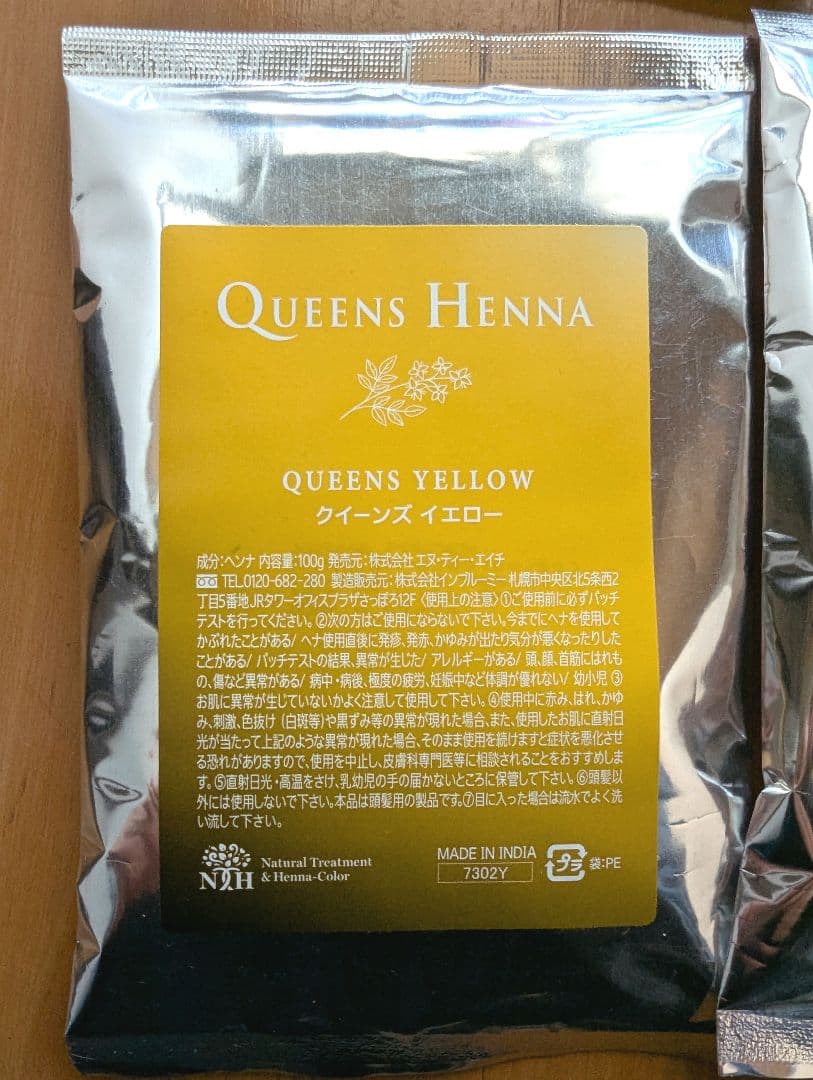 QUEENS HENNA
QUEENS YELLOW
クイーンズ イエロー
成分:ヘンナ 内容量:100g 発売元:株式会社 エヌ・ティー・エイチ
TEL.0120-682-280 製造販売元:株式会社インブルーミー 札幌市中央区北5条西2
丁目5番地 JRタワーオフィスプラザさっぽろ12F 〈使用上の注意〉①ご使用前に必ずパッチ
テストを行ってください。②次の方はご使用にならないで下さい。今までにヘナを使用して
かぶれたことがある/ ヘナ使用直後に発疹、発赤、かゆみが出たり気分が悪くなったりした
ことがある/ パッチテストの結果、異常が生じた/ アレルギーがある/ 頭、顔、首筋にはれも
の、傷など異常がある/ 病中・病後、極度の疲労、妊娠中など体調が優れない/ 幼小児 ③
お肌に異常が生じていないかよく注意して使用して下さい。④使用中に赤み、はれ、かゆ
み、刺激、色抜け (白斑等)や黒ずみ等の異常が現れた場合、また、使用したお肌に直射日
光が当たって上記のような異常が現れた場合、そのまま使用を続けますと症状を悪化させ
る恐れがありますので、使用を中止し、皮膚科専門医等に相談されることをおすすめしま
す。⑤直射日光・高温をさけ、乳幼児の手の届かないところに保管して下さい。⑥頭髪以
外には使用しないで下さい。本品は頭髪用の製品です。⑦目に入った場合は流水でよく洗
い流して下さい。
NTH Natural Treatment
& Henna-Color
MADE IN INDIA
7302Y
プラ 袋:PE